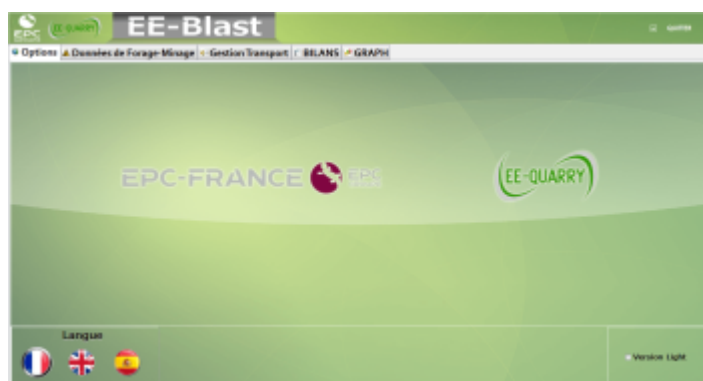 EPC
EE-QUARRY
EE-Blast
QUITTER
Options Données de Forage-Minage Gestion Transport BILANS GRAPH
EPC-FRANCE EPC
EE-QUARRY
Langue
Version Light